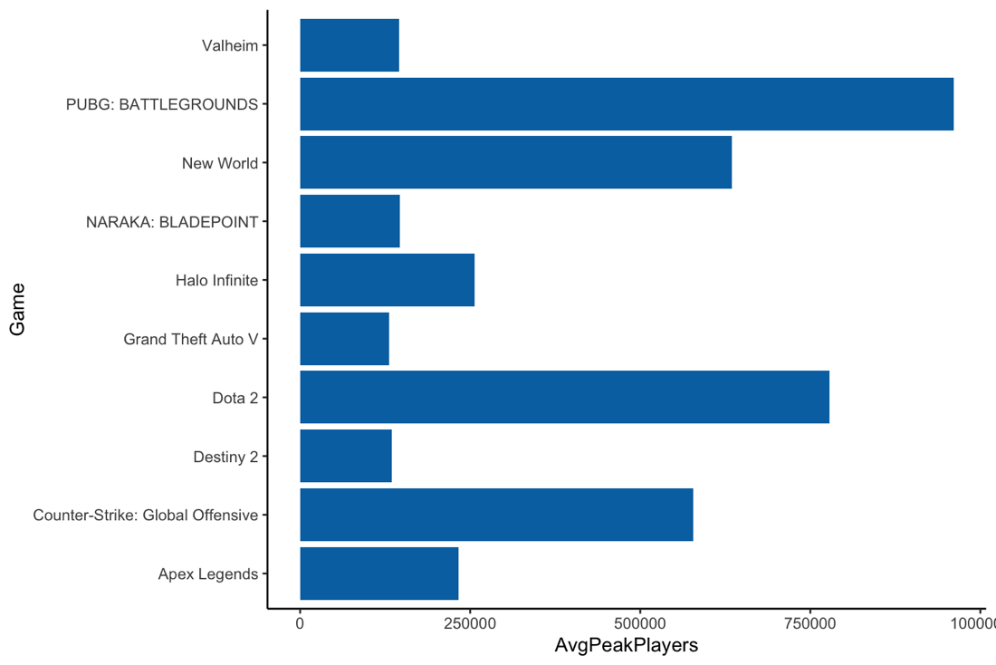 Valheim
PUBG: BATTLEGROUNDS
New World
NARAKA: BLADEPOINT
Halo Infinite
Game
Grand Theft Auto V
Dota 2
Destiny 2
Counter-Strike: Global Offensive
Apex Legends
0 250000 500000 750000 100000
AvgPeakPlayers